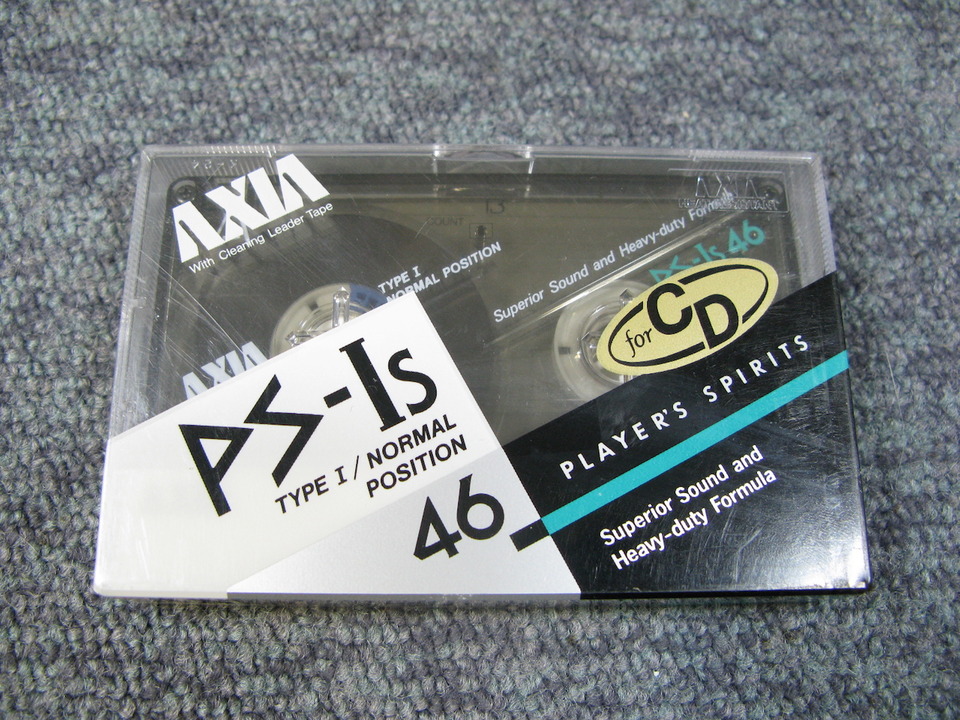 AXIA
With Cleaning Leader Tape
AXIA
TYPE I
NORMAL POSITION
Superior Sound and Heavy-duty Formula
PS-Is 46
AXIA
for CD
PS-Is
TYPE I / NORMAL
POSITION
46
PLAYER'S SPIRITS
Superior Sound and
Heavy-duty Formula